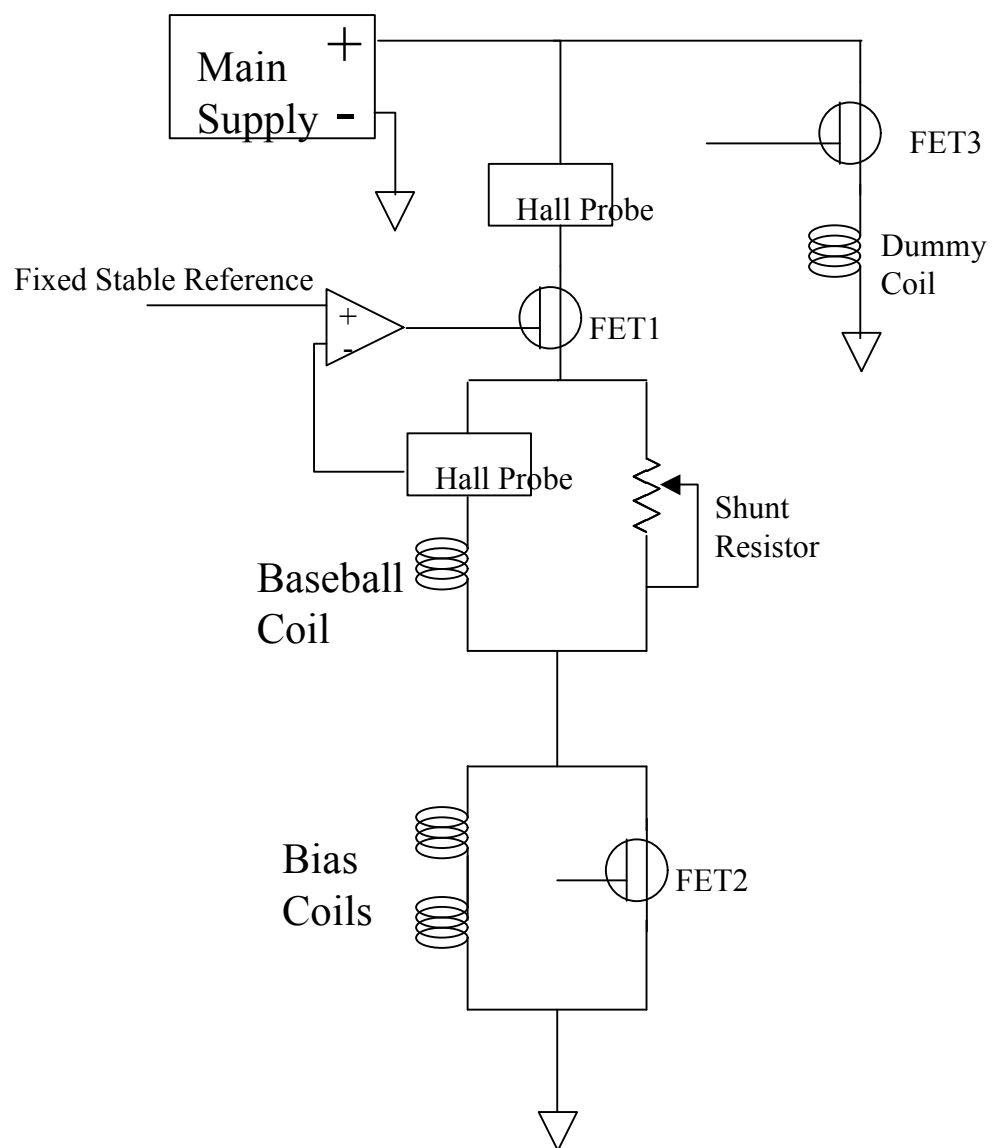 Main +
Supply -
FET3
Hall Probe
Dummy
Coil
Fixed Stable Reference
+
-
FET1
Hall Probe
Shunt
Resistor
Baseball
Coil
Bias
Coils
FET2